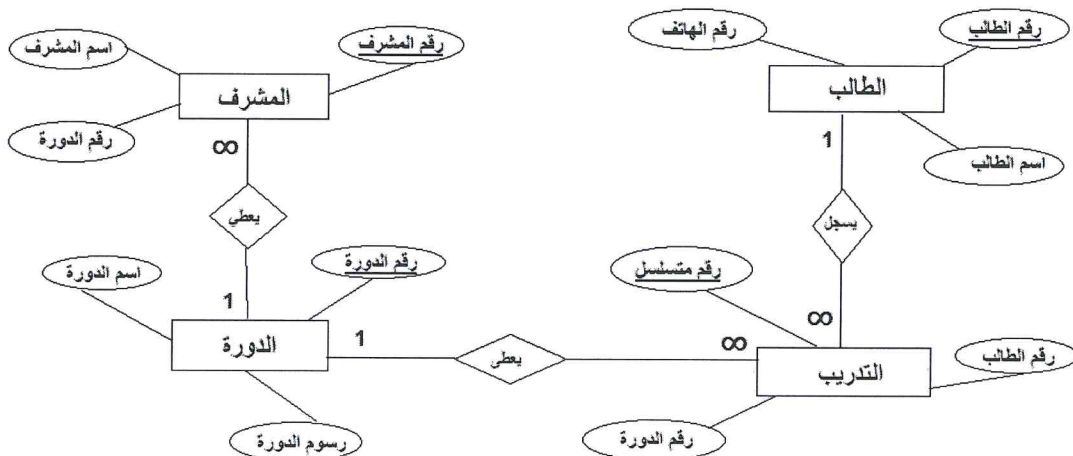 رقم الطالب
رقم الهاتف
الطالب
اسم الطالب
1
يسجل
∞
رقم المشرف
اسم المشرف
المشرف
رقم الدورة
∞
يعطي
1
رقم الدورة
اسم الدورة
الدورة
رسوم الدورة
1
يعطى
∞
رقم متسلسل
التدريب
رقم الطالب
رقم الدورة